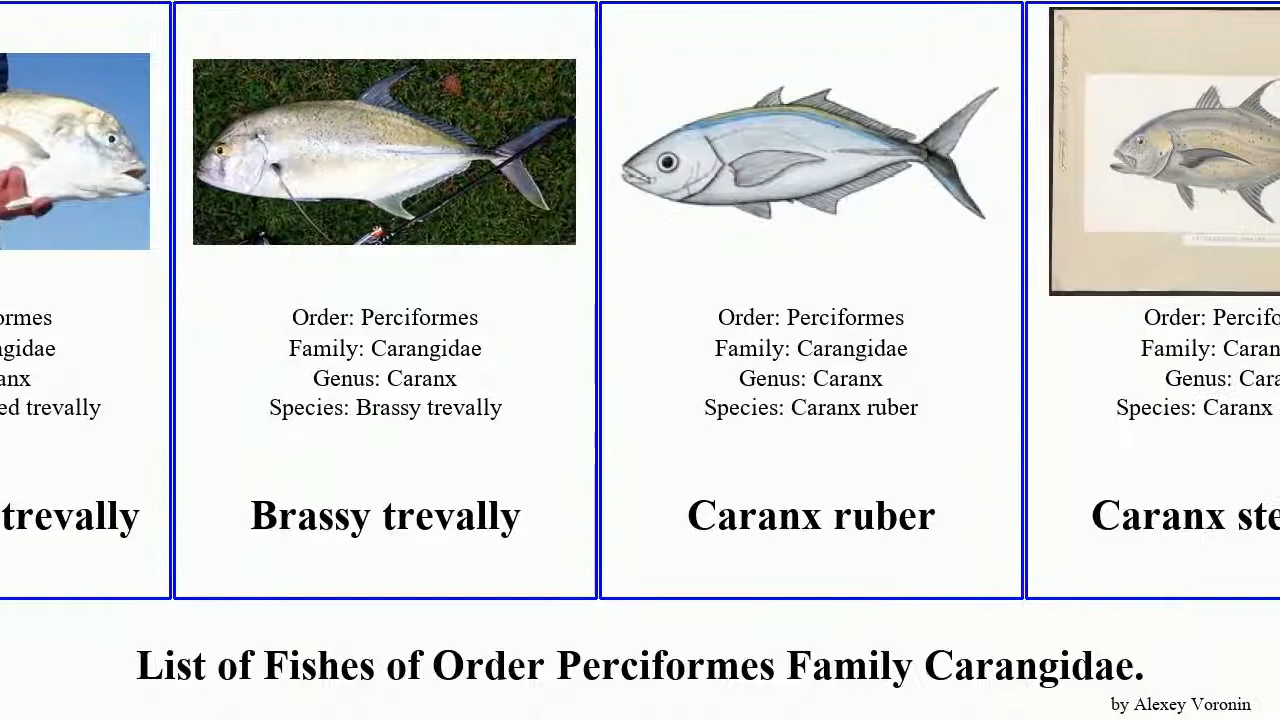 ormes
gidae
anx
ed trevally
trevally
Order: Perciformes
Family: Carangidae
Genus: Caranx
Species: Brassy trevally
Brassy trevally
Order: Perciformes
Family: Carangidae
Genus: Caranx
Species: Caranx ruber
Caranx ruber
Order: Percifo
Family: Caran
Genus: Cara
Species: Caranx
Caranx ste
List of Fishes of Order Perciformes Family Carangidae.
by Alexey Voronin